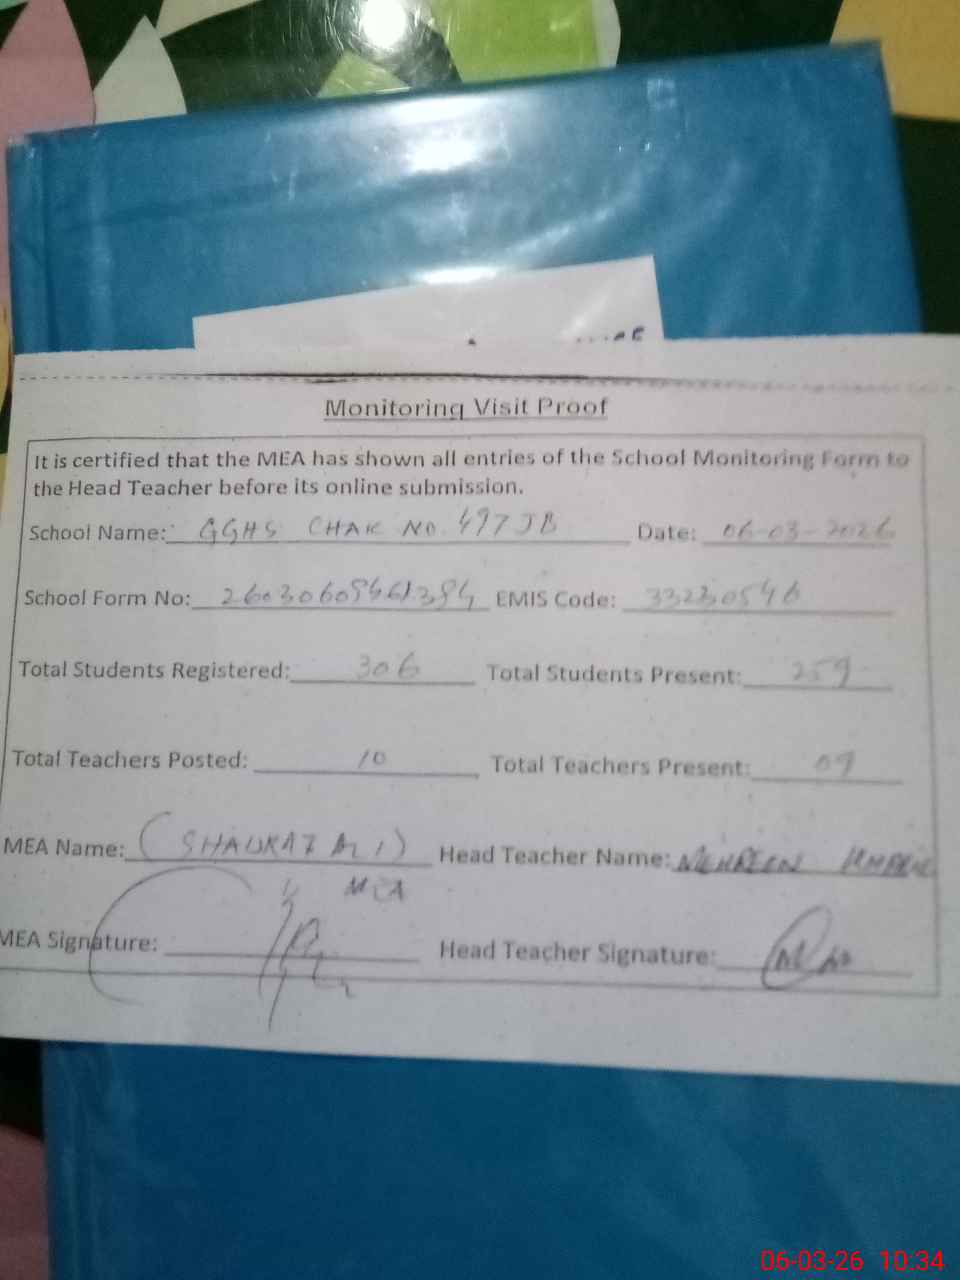 Monitoring Visit Proof
It is certified that the MEA has shown all entries of the School Monitoring Form to
the Head Teacher before its online submission.
School Name: GGHS CHAK NO. 497 JB Date: 06-03-2026
School Form No: EMIS Code: 33230546
Total Students Registered: 306 Total Students Present: 259
Total Teachers Posted: 10 Total Teachers Present: 09
MEA Name: (SHAUKAT ALI) Head Teacher Name: MEHREEN
MEA
MEA Signature: Head Teacher Signature:
06-03-26 10:34